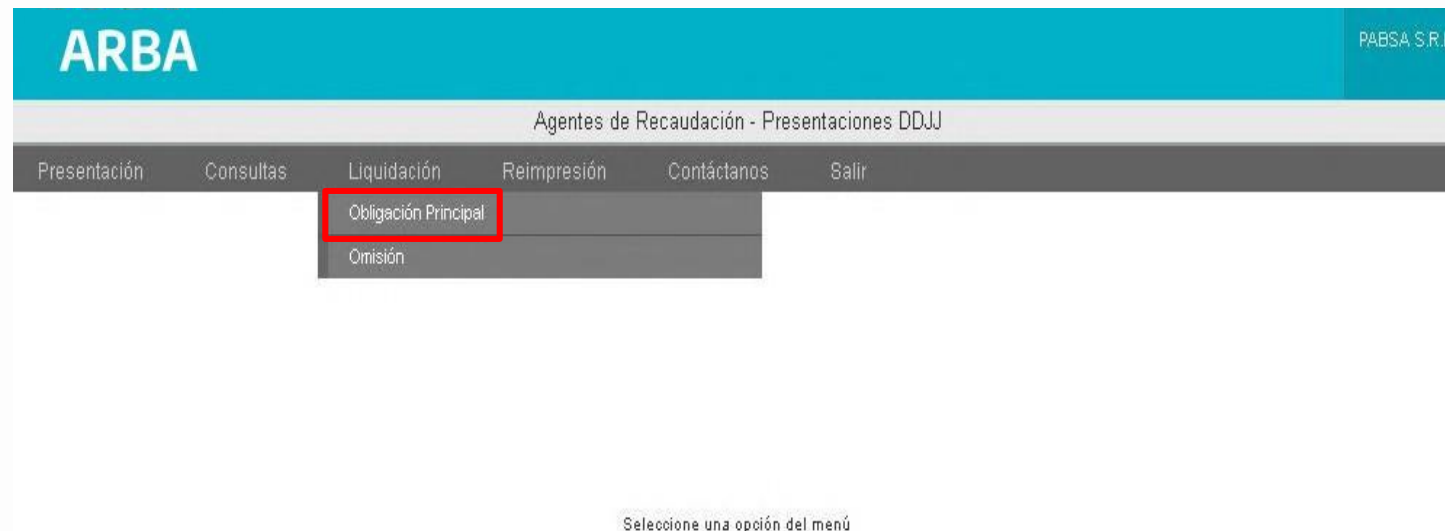 ARBA
PABSA S.R.
Agentes de Recaudación - Presentaciones DDJJ
Presentación Consultas Liquidación Reimpresión Contáctanos Salir
Obligación Principal
Omisión
Seleccione una opción del menú